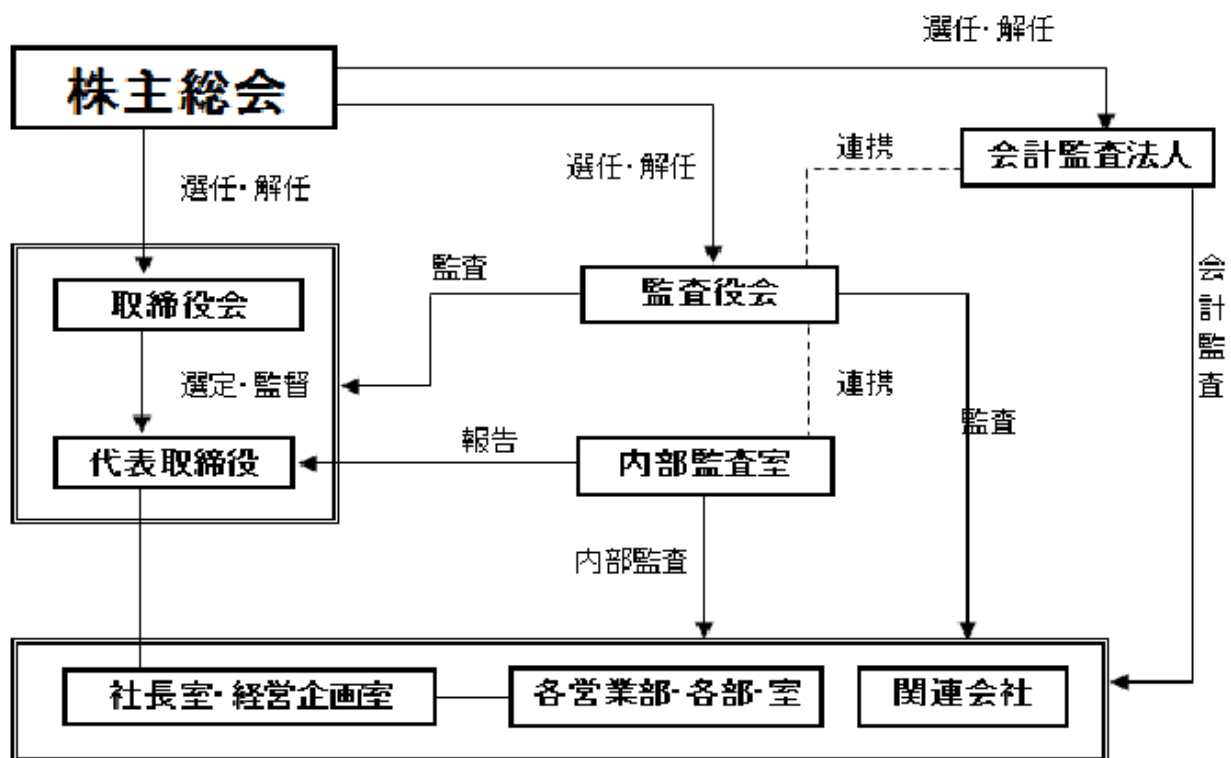 選任・解任
株主総会
会計監査法人
連携
選任・解任
選任・解任
監査
監査役会
会計監査
取締役会
選定・監督
連携
報告
監査
代表取締役
内部監査室
内部監査
社長室・経営企画室
各営業部・各部・室
関連会社